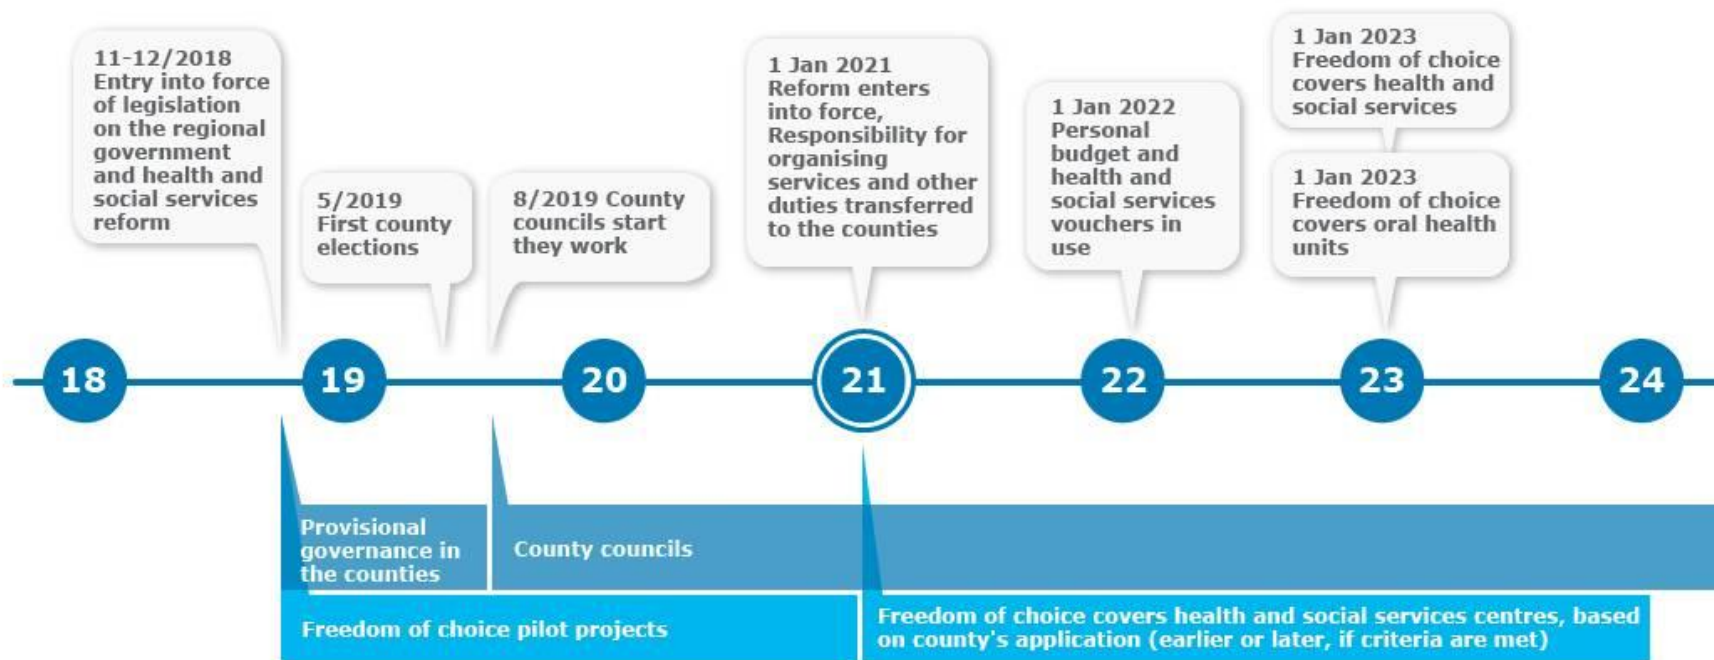 11-12/2018
Entry into force
of legislation
on the regional
government
and health and
social services
reform
5/2019
First county
elections
8/2019 County
councils start
they work
1 Jan 2021
Reform enters
into force,
Responsibility for
organising
services and other
duties transferred
to the counties
1 Jan 2022
Personal
budget and
health and
social services
vouchers in
use
1 Jan 2023
Freedom of choice
covers health and
social services
1 Jan 2023
Freedom of choice
covers oral health
units
18
19
20
21
22
23
24
Provisional
governance in
the counties
County councils
Freedom of choice pilot projects
Freedom of choice covers health and social services centres, based
on county's application (earlier or later, if criteria are met)